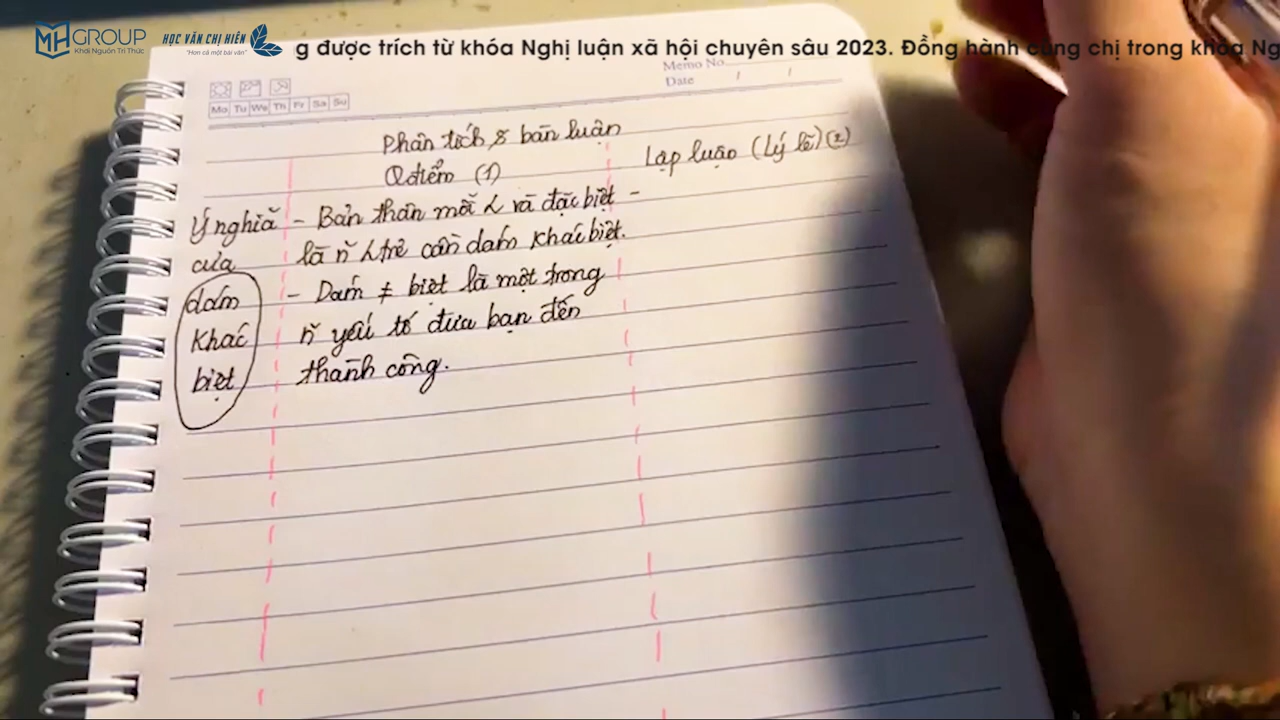 MH GROUP
Khơi Nguồn Tri Thức
HỌC VĂN CHỊ HIÊN
"Hơn cả một bài văn"
g được trích từ khóa Nghị luận xã hội chuyên sâu 2023. Đồng hành cùng chị trong khóa Ng
Memo No.
Date / /
Mo Tu We Th Fr Sa Su
Phân tích & bàn luận
Qđiểm (1)
Lập luận (Lý lẽ) (2)
Ý nghĩa
của
dám
khác
biệt
- Bản thân mỗi
và đặc biệt -
là
trẻ cần dám khác biệt.
- Dám ≠ biệt là một trong
yếu tố đưa bạn đến
thành công.